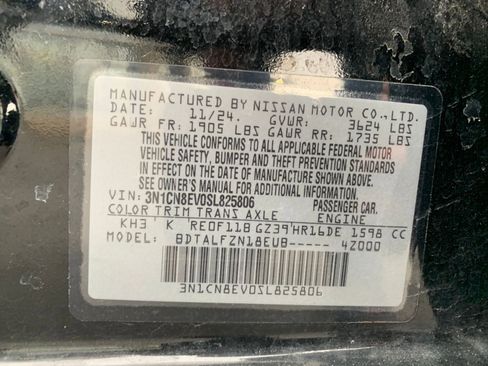 MANUFACTURED BY NISSAN MOTOR CO., LTD.
DATE: 11/24. GVWR: 3624 LBS
GAWR FR: 1905 LBS GAWR RR: 1735 LBS
THIS VEHICLE CONFORMS TO ALL APPLICABLE FEDERAL MOTOR
VEHICLE SAFETY, BUMPER AND THEFT PREVENTION STANDARDS
IN EFFECT ON THE DATE OF MANUFACTURE SHOWN ABOVE.
SEE OWNER'S MANUAL FOR ADDITIONAL INFORMATION.
VIN: 3N1CN8EV0SL825806 PASSENGER CAR.
COLOR TRIM TRANS AXLE ENGINE
KH3 K RE0F11B GZ39 HR16DE 1598 CC
MODEL: BDTALFZN18EUB----- 4Z000
3N1CN8EV0SL825806